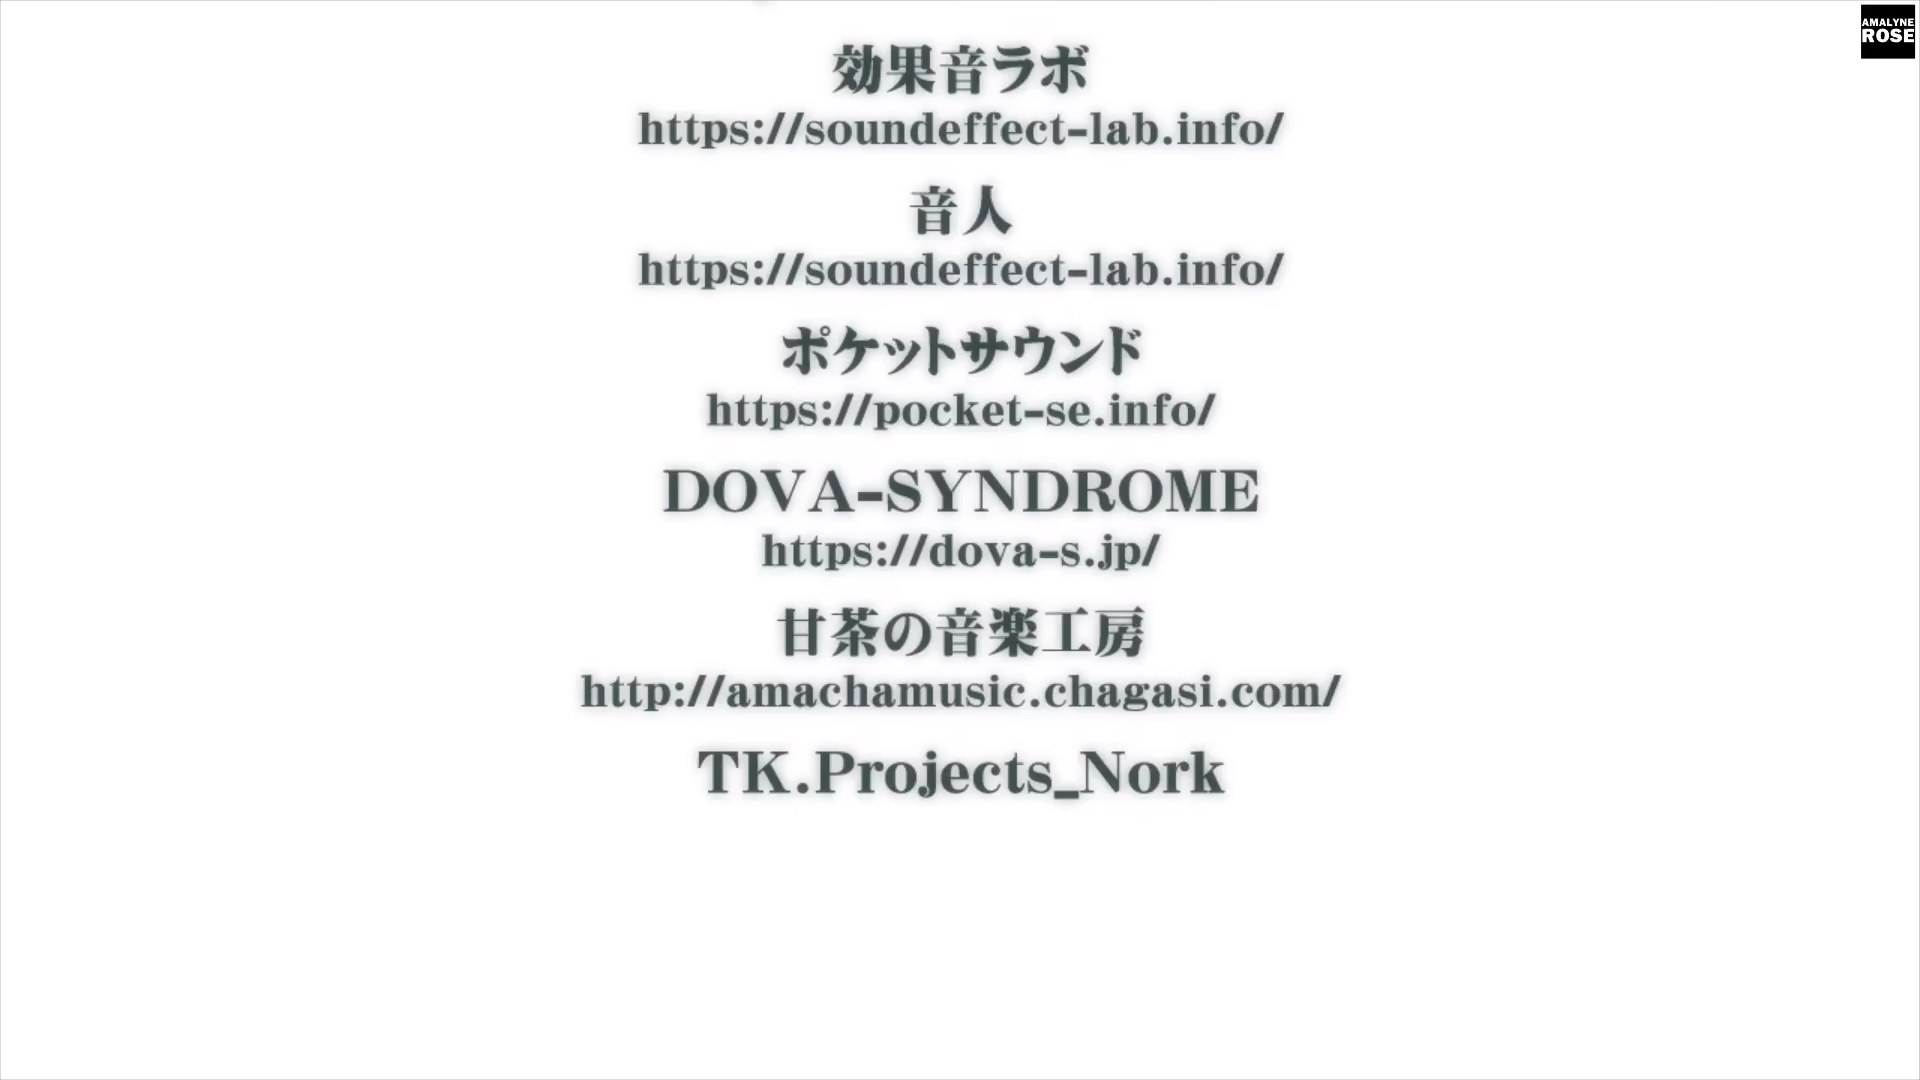 AMALYNE
ROSE
効果音ラボ
https://soundeffect-lab.info/
音人
https://soundeffect-lab.info/
ポケットサウンド
https://pocket-se.info/
DOVA-SYNDROME
https://dova-s.jp/
甘茶の音楽工房
http://amachamusic.chagasi.com/
TK.Projects_Nork